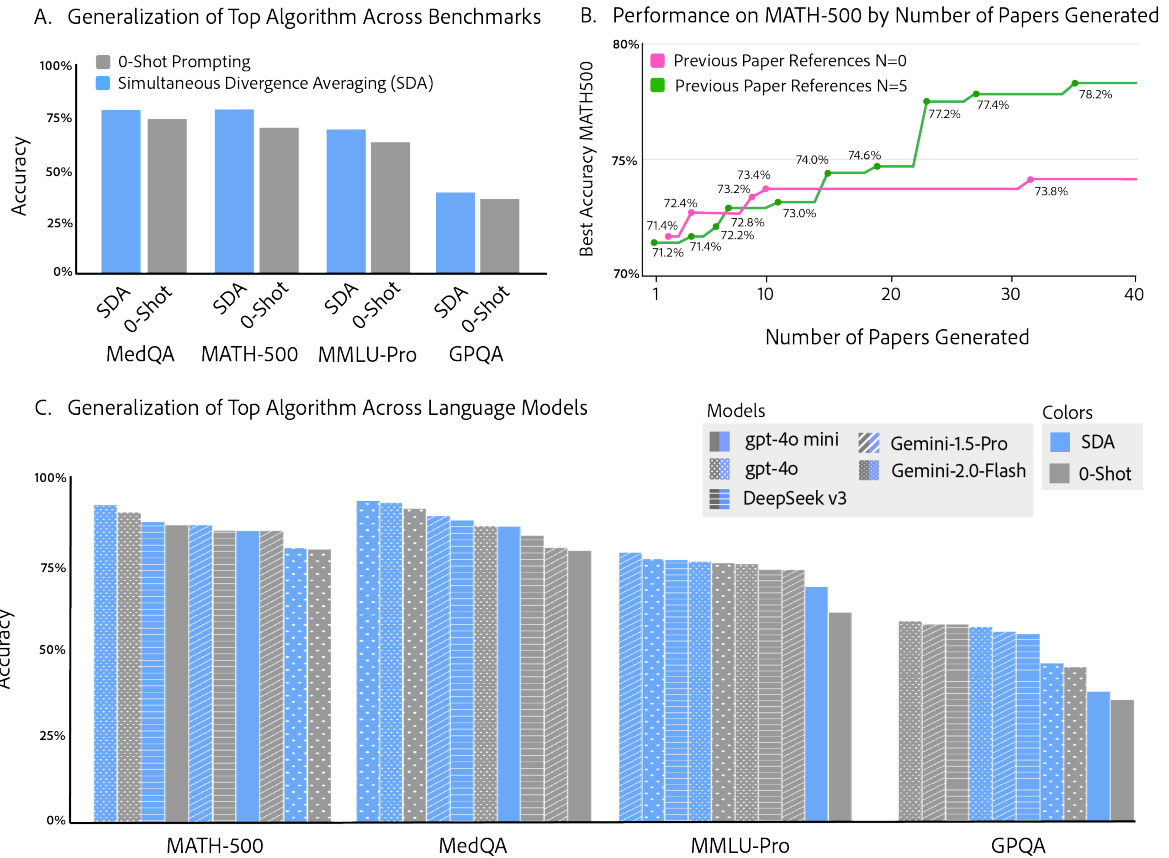 A. Generalization of Top Algorithm Across Benchmarks
0-Shot Prompting
Simultaneous Divergence Averaging (SDA)
100%
75%
50%
25%
0%
Accuracy
SDA
0-Shot
SDA
0-Shot
SDA
0-Shot
SDA
0-Shot
MedQA
MATH-500
MMLU-Pro
GPQA
B. Performance on MATH-500 by Number of Papers Generated
Previous Paper References N=0
Previous Paper References N=5
80%
75%
70%
Best Accuracy MATH500
71.4%
72.4%
73.2%
73.4%
73.8%
71.2%
71.4%
72.2%
72.8%
73.0%
74.0%
74.6%
77.2%
77.4%
78.2%
1
10
20
30
40
Number of Papers Generated
C. Generalization of Top Algorithm Across Language Models
Models
gpt-4o mini
gpt-4o
DeepSeek v3
Gemini-1.5-Pro
Gemini-2.0-Flash
Colors
SDA
0-Shot
100%
75%
50%
25%
0%
Accuracy
MATH-500
MedQA
MMLU-Pro
GPQA